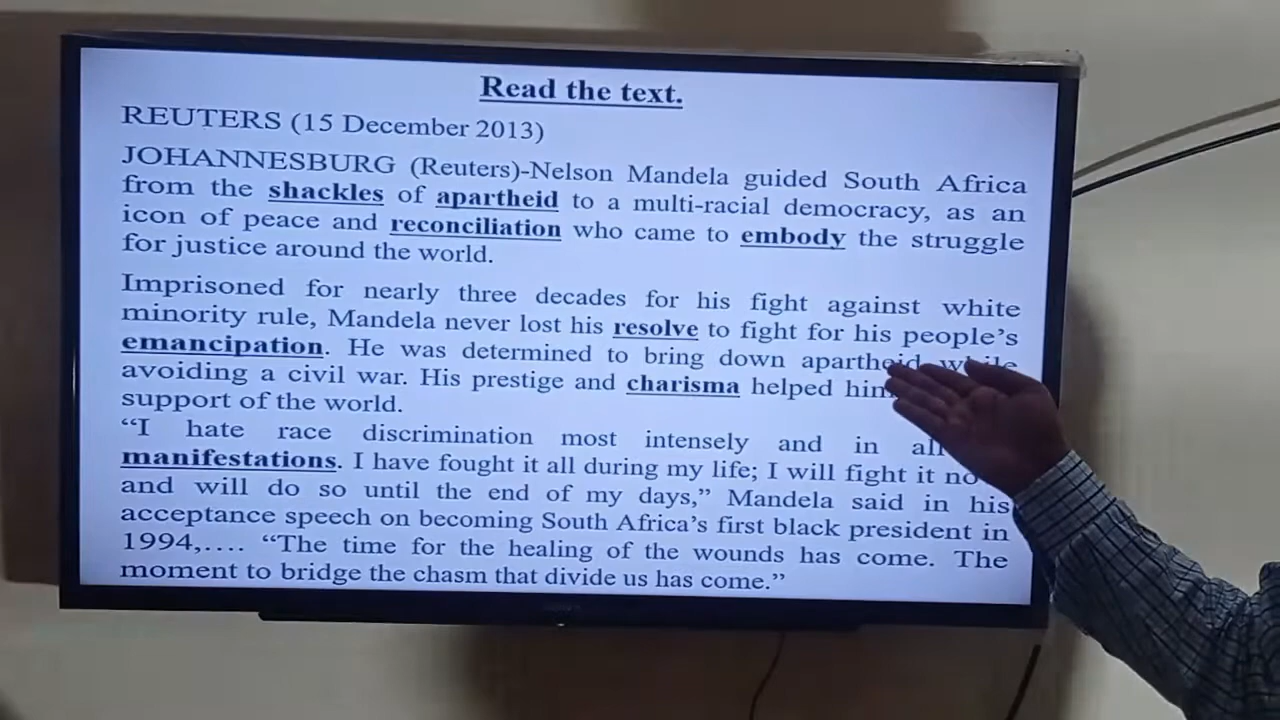 Read the text.
REUTERS (15 December 2013)
JOHANNESBURG (Reuters)-Nelson Mandela guided South Africa
from the shackles of apartheid to a multi-racial democracy, as an
icon of peace and reconciliation who came to embody the struggle
for justice around the world.
Imprisoned for nearly three decades for his fight against white
minority rule, Mandela never lost his resolve to fight for his people’s
emancipation. He was determined to bring down apartheid while
avoiding a civil war. His prestige and charisma helped him
support of the world.
“I hate race discrimination most intensely and in all
manifestations. I have fought it all during my life; I will fight it
and will do so until the end of my days,” Mandela said in his
acceptance speech on becoming South Africa’s first black president in
1994,.... “The time for the healing of the wounds has come. The
moment to bridge the chasm that divide us has come.”